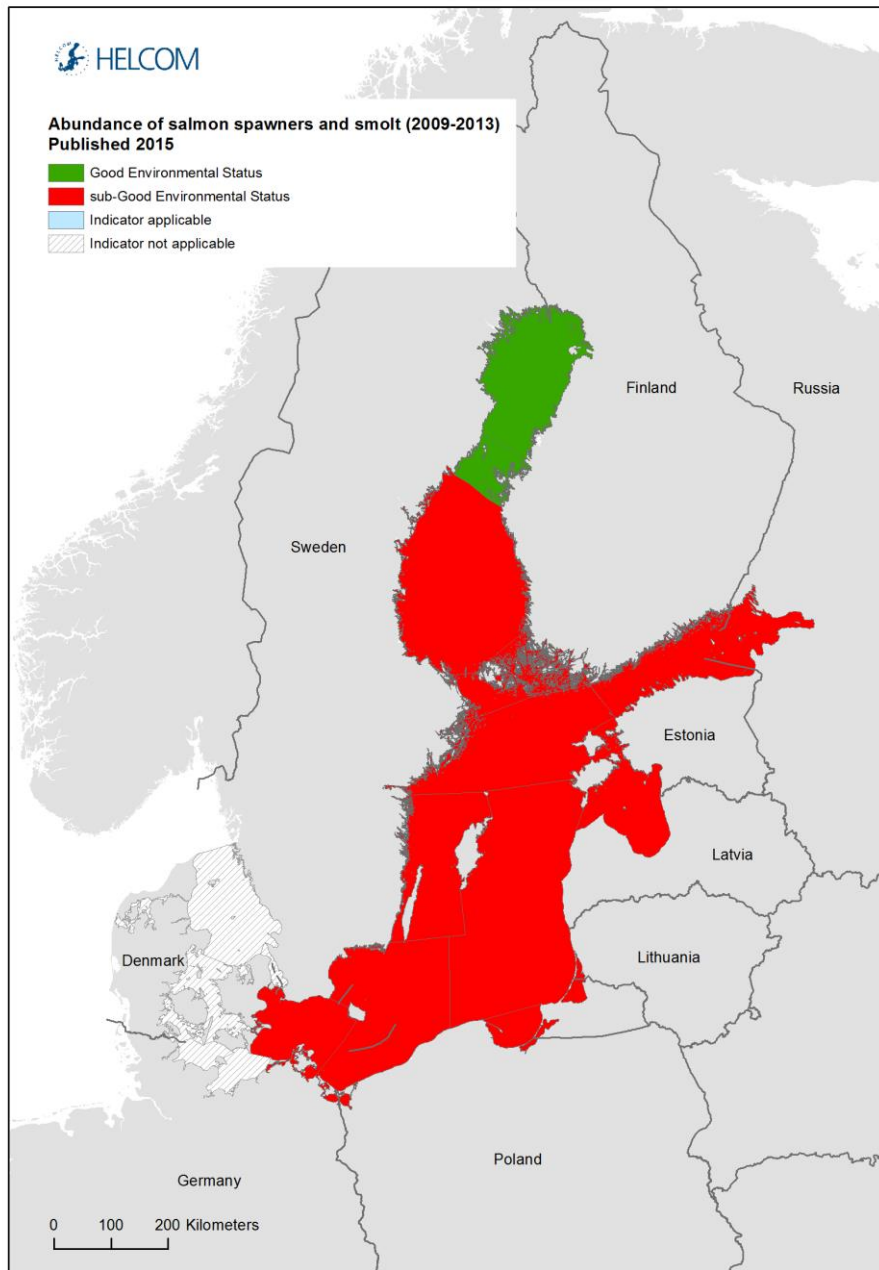 HELCOM
Abundance of salmon spawners and smolt (2009-2013)
Published 2015
Good Environmental Status
sub-Good Environmental Status
Indicator applicable
Indicator not applicable
Finland
Russia
Sweden
Estonia
Latvia
Denmark
Lithuania
Poland
Germany
0 100 200 Kilometers